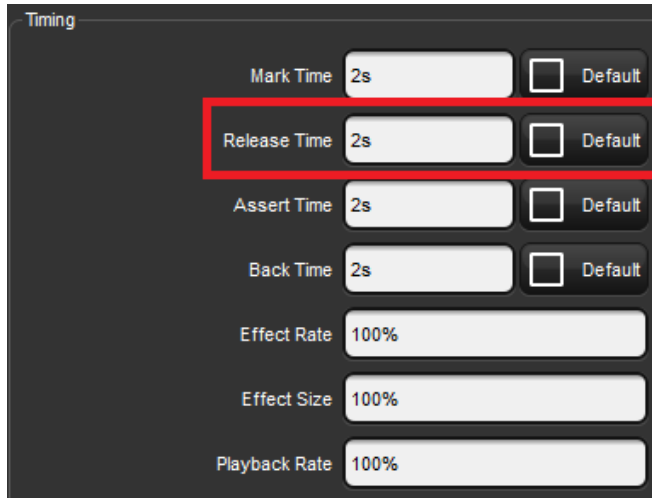 Timing
Mark Time 2s Default
Release Time 2s Default
Assert Time 2s Default
Back Time 2s Default
Effect Rate 100%
Effect Size 100%
Playback Rate 100%